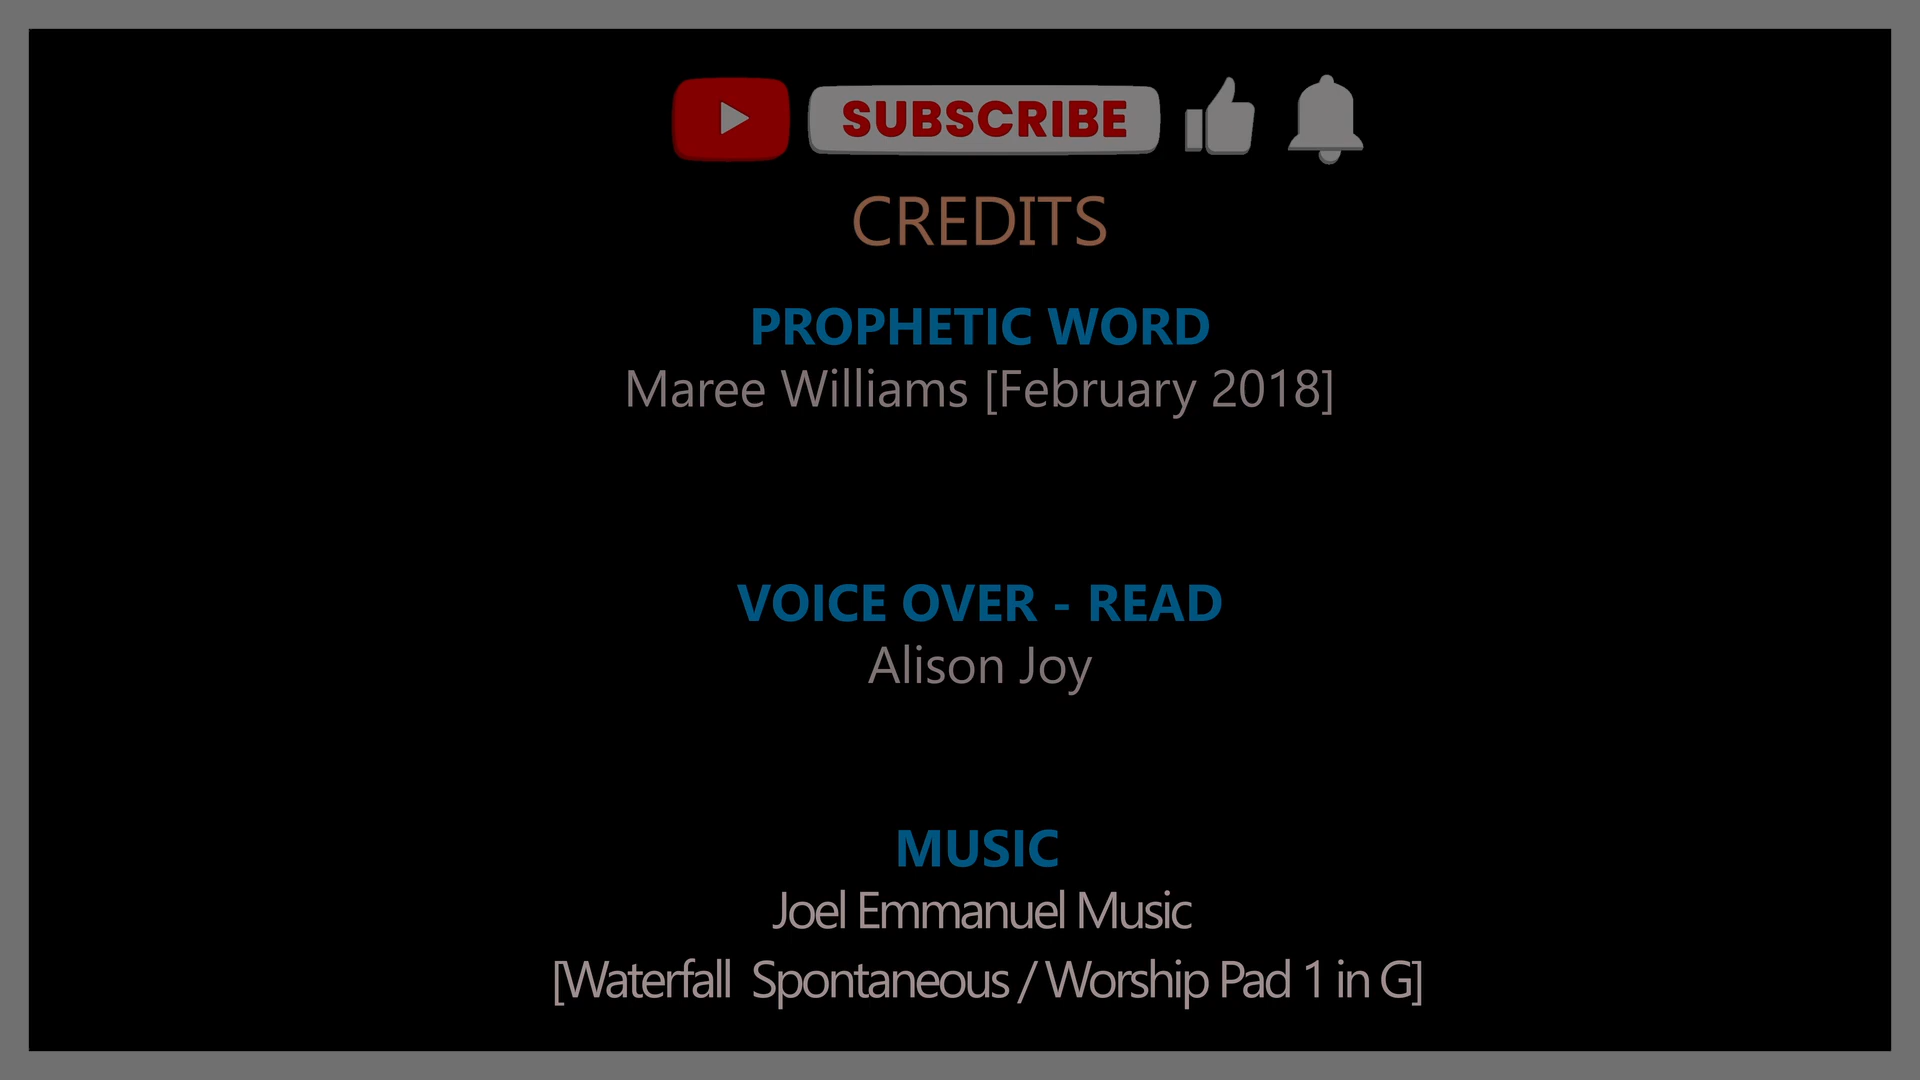 SUBSCRIBE
CREDITS
PROPHETIC WORD
Maree Williams [February 2018]
VOICE OVER - READ
Alison Joy
MUSIC
Joel Emmanuel Music
[Waterfall  Spontaneous / Worship Pad 1 in G]